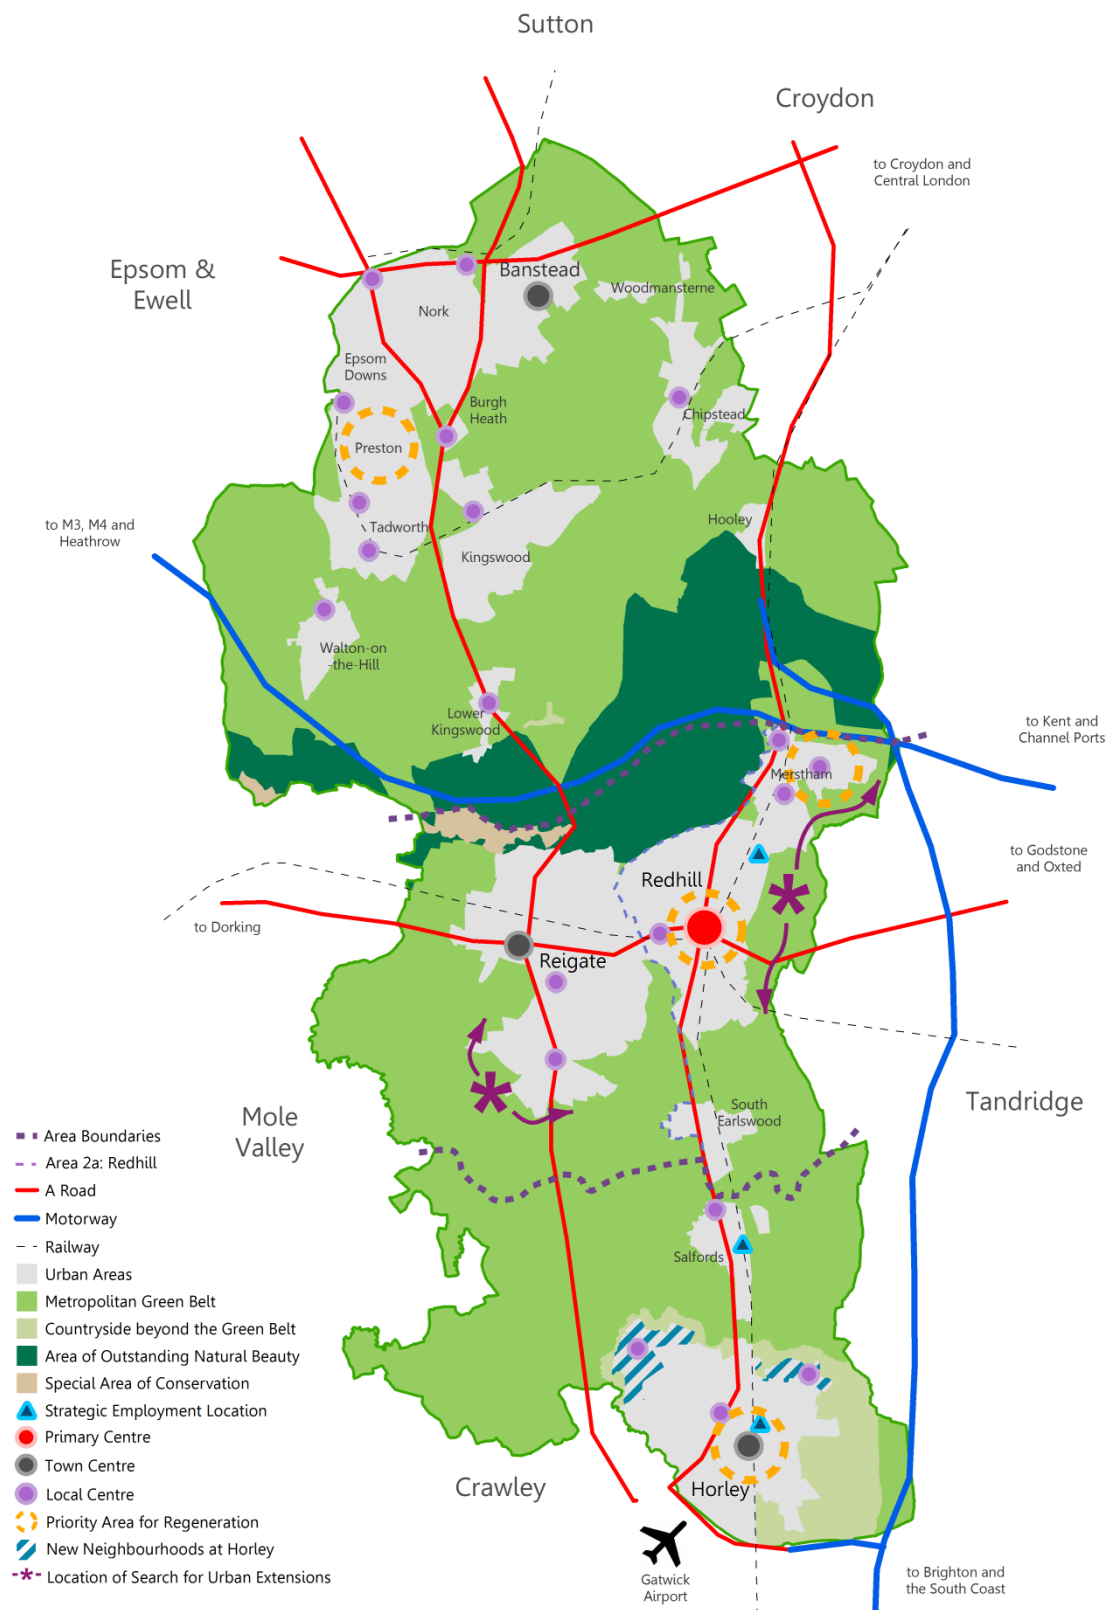 Sutton
Croydon
to Croydon and
Central London
Epsom &
Ewell
Banstead
Woodmansterne
Nork
Epsom
Downs
Burgh
Heath
Chipstead
Preston
to M3, M4 and
Heathrow
Tadworth
Hooley
Kingswood
Walton-on
-the-Hill
Lower
Kingswood
to Kent and
Channel Ports
Merstham
to Godstone
and Oxted
Redhill
to Dorking
Reigate
Mole
Valley
South
Earlswood
Tandridge
Salfords
Crawley
Horley
Gatwick
Airport
to Brighton and
the South Coast
Area Boundaries
Area 2a: Redhill
A Road
Motorway
Railway
Urban Areas
Metropolitan Green Belt
Countryside beyond the Green Belt
Area of Outstanding Natural Beauty
Special Area of Conservation
Strategic Employment Location
Primary Centre
Town Centre
Local Centre
Priority Area for Regeneration
New Neighbourhoods at Horley
Location of Search for Urban Extensions